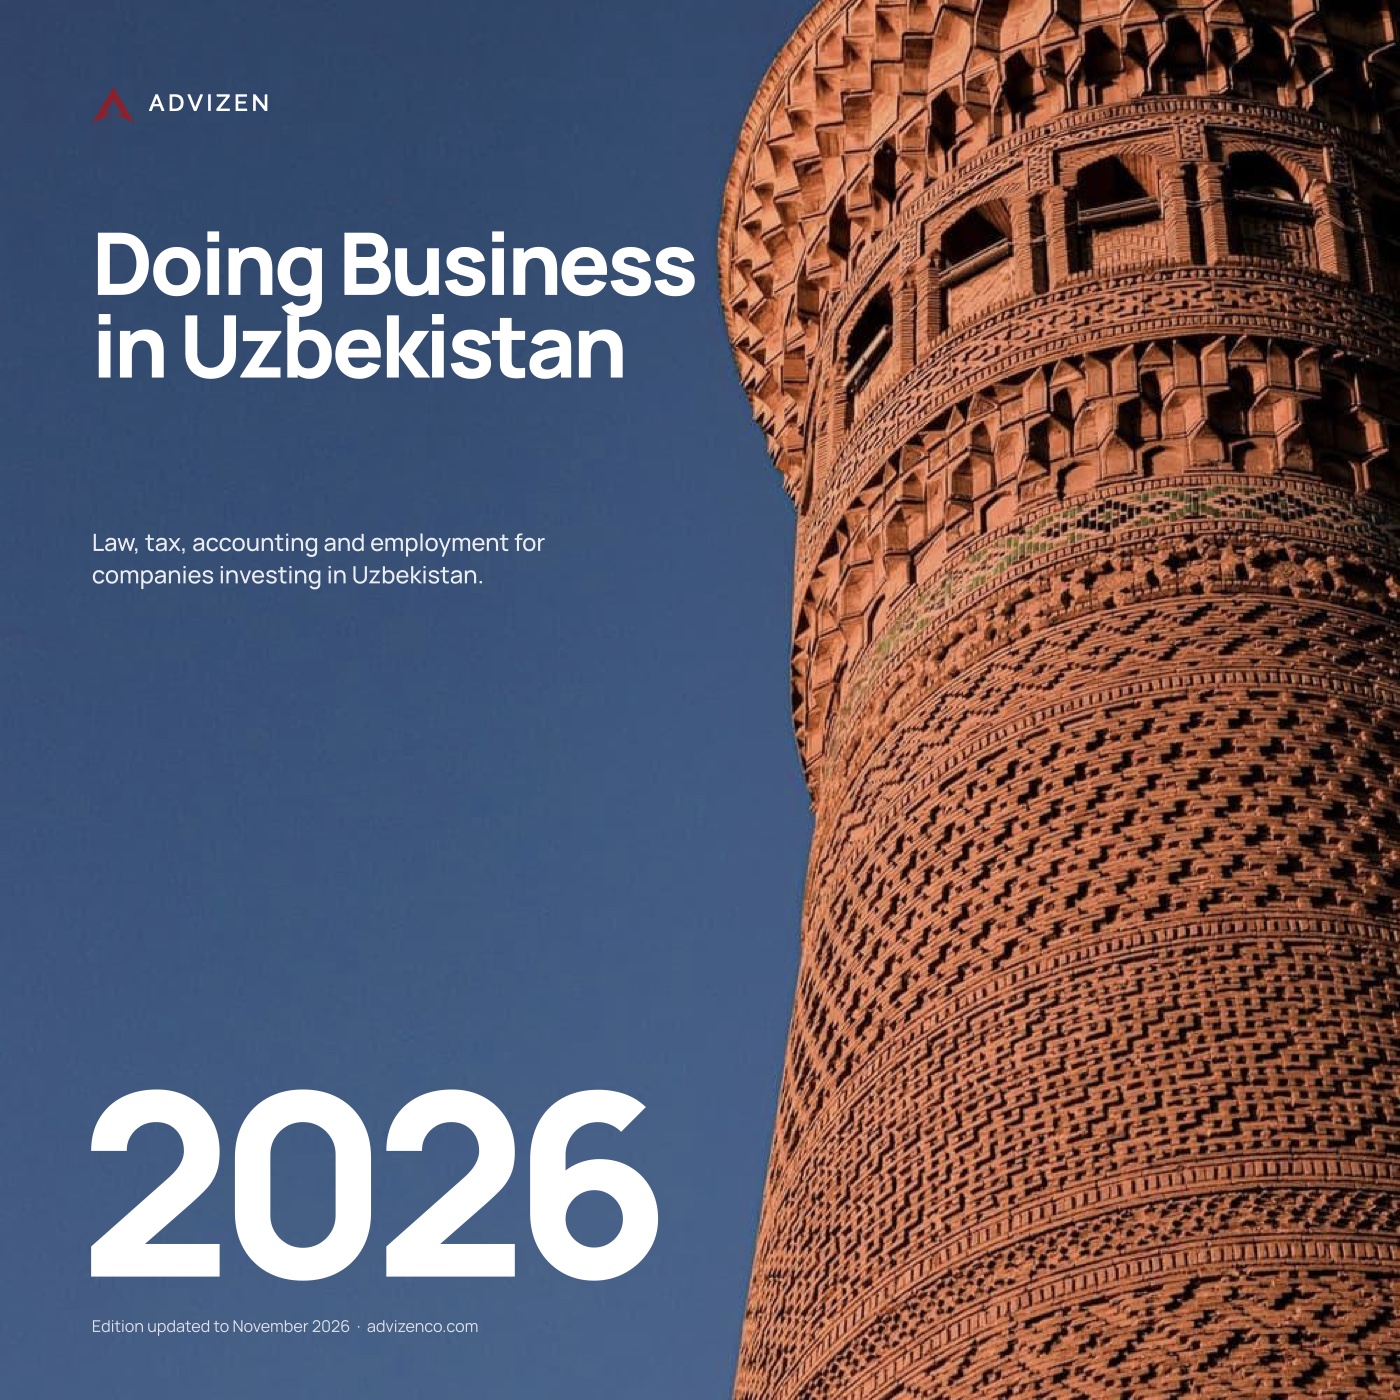 ADVIZEN
Doing Business
in Uzbekistan
Law, tax, accounting and employment for
companies investing in Uzbekistan.
2026
Edition updated to November 2026 · advizenco.com